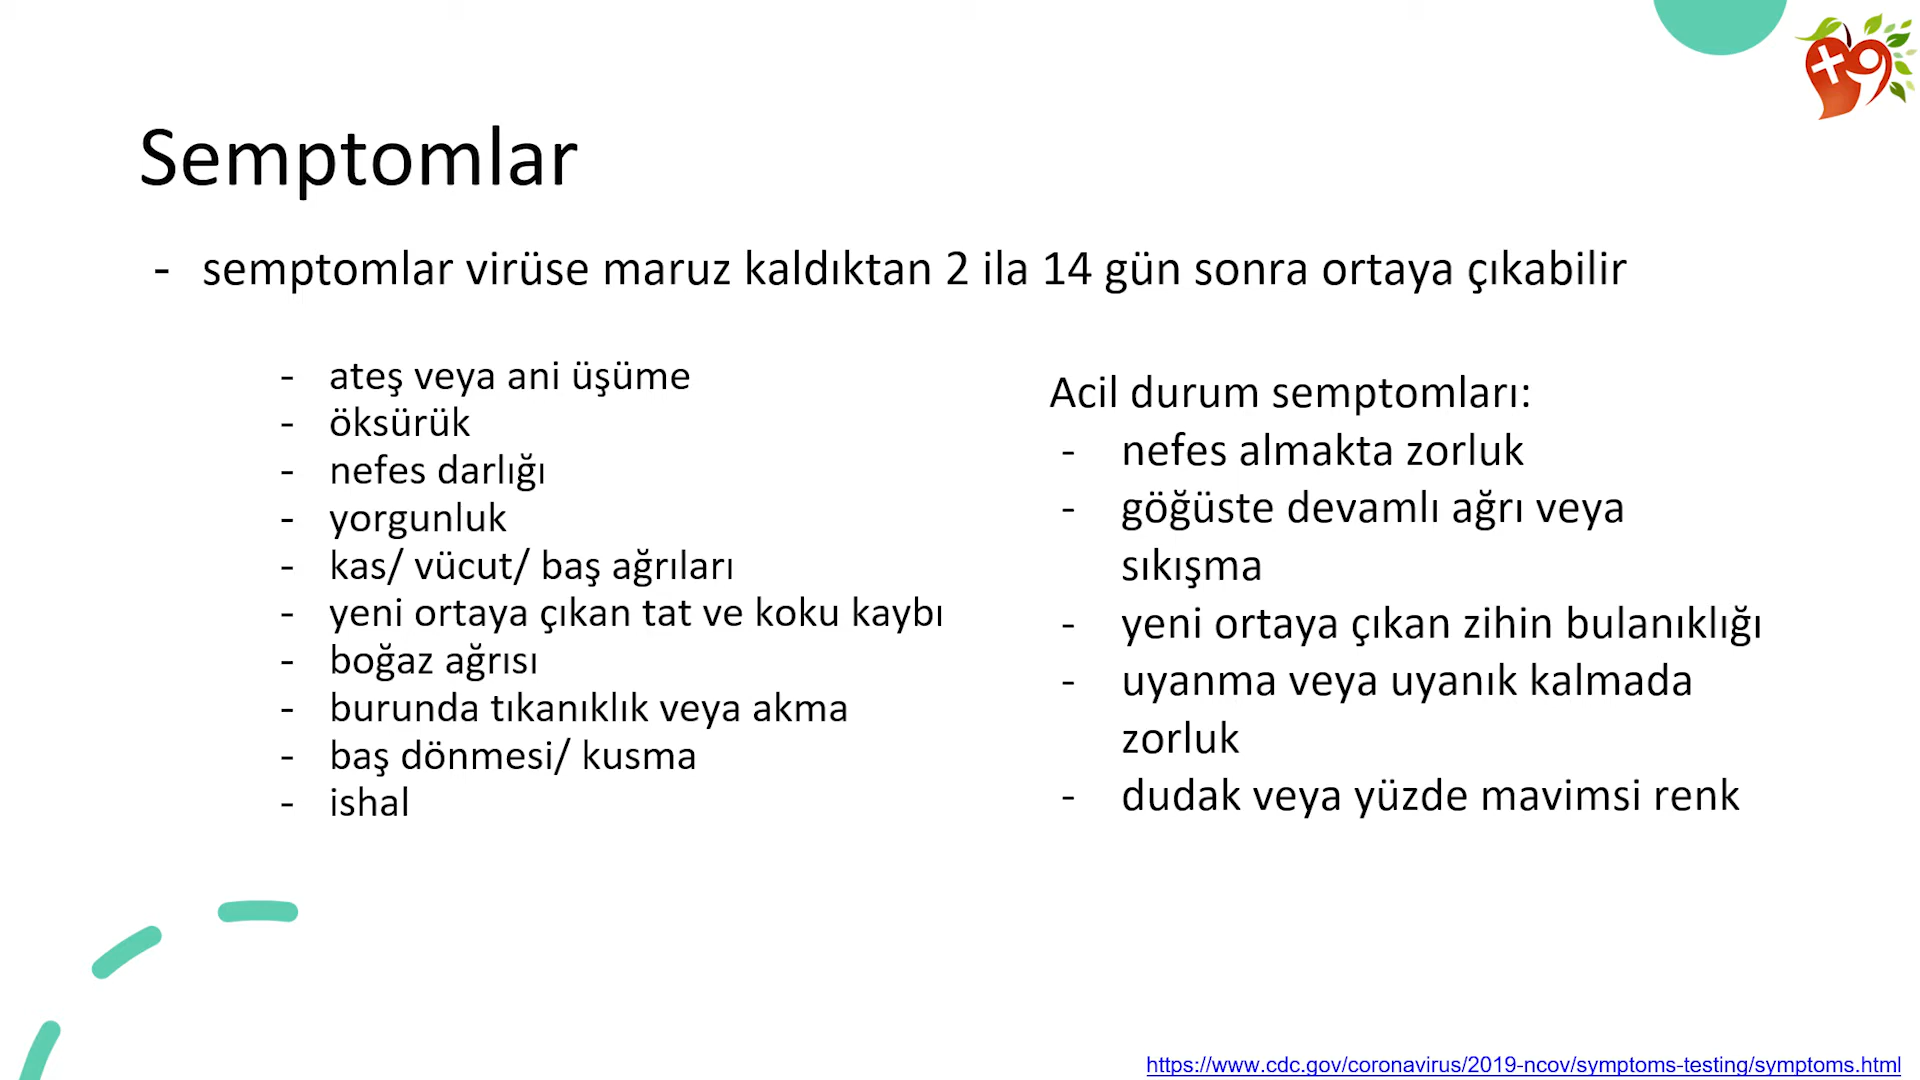 Semptomlar
- semptomlar virüse maruz kaldıktan 2 ila 14 gün sonra ortaya çıkabilir
- ateş veya ani üşüme
- öksürük
- nefes darlığı
- yorgunluk
- kas/ vücut/ baş ağrıları
- yeni ortaya çıkan tat ve koku kaybı
- boğaz ağrısı
- burunda tıkanıklık veya akma
- baş dönmesi/ kusma
- ishal
Acil durum semptomları:
- nefes almakta zorluk
- göğüste devamlı ağrı veya
sıkışma
- yeni ortaya çıkan zihin bulanıklığı
- uyanma veya uyanık kalmada
zorluk
- dudak veya yüzde mavimsi renk
https://www.cdc.gov/coronavirus/2019-ncov/symptoms-testing/symptoms.html